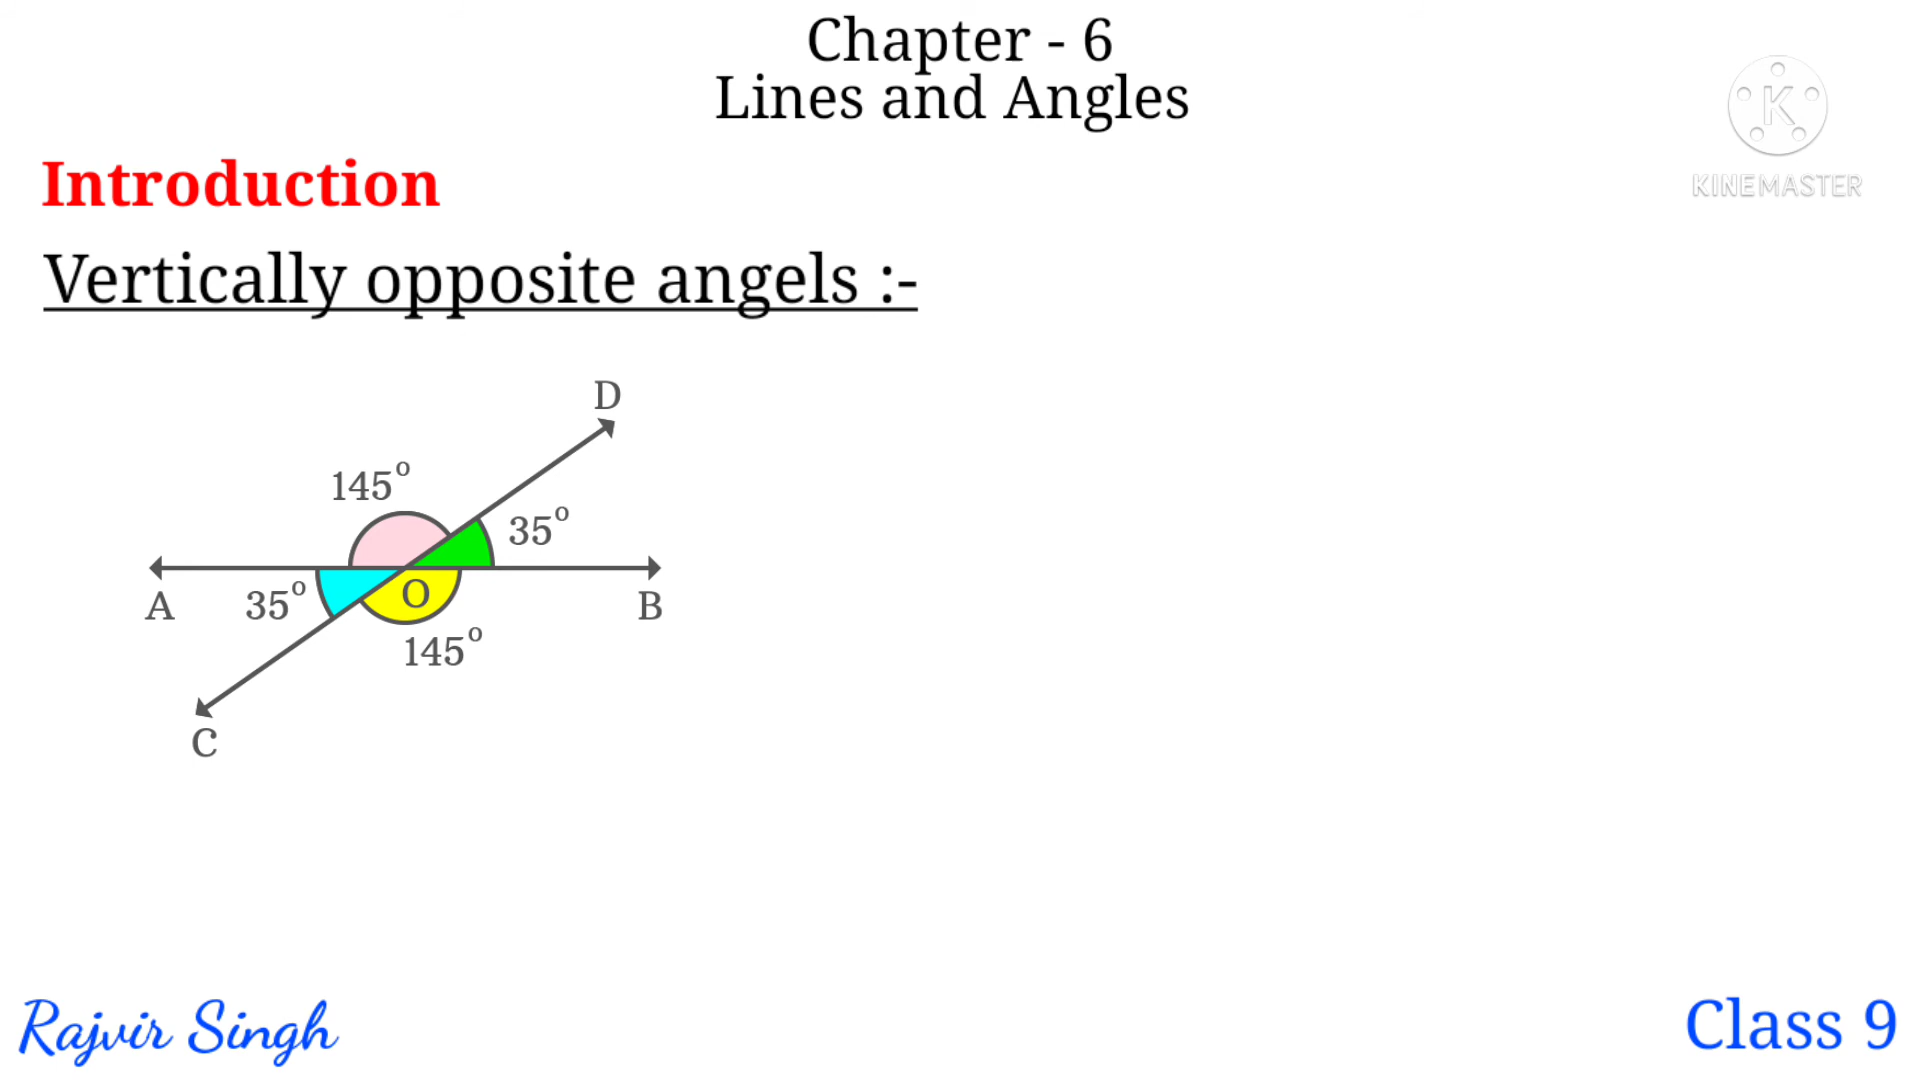 Chapter - 6
Lines and Angles
K
KINEMASTER
Introduction
Vertically opposite angels :-
D
145°
35°
A
35°
O
B
145°
C
Rajvir Singh
Class 9